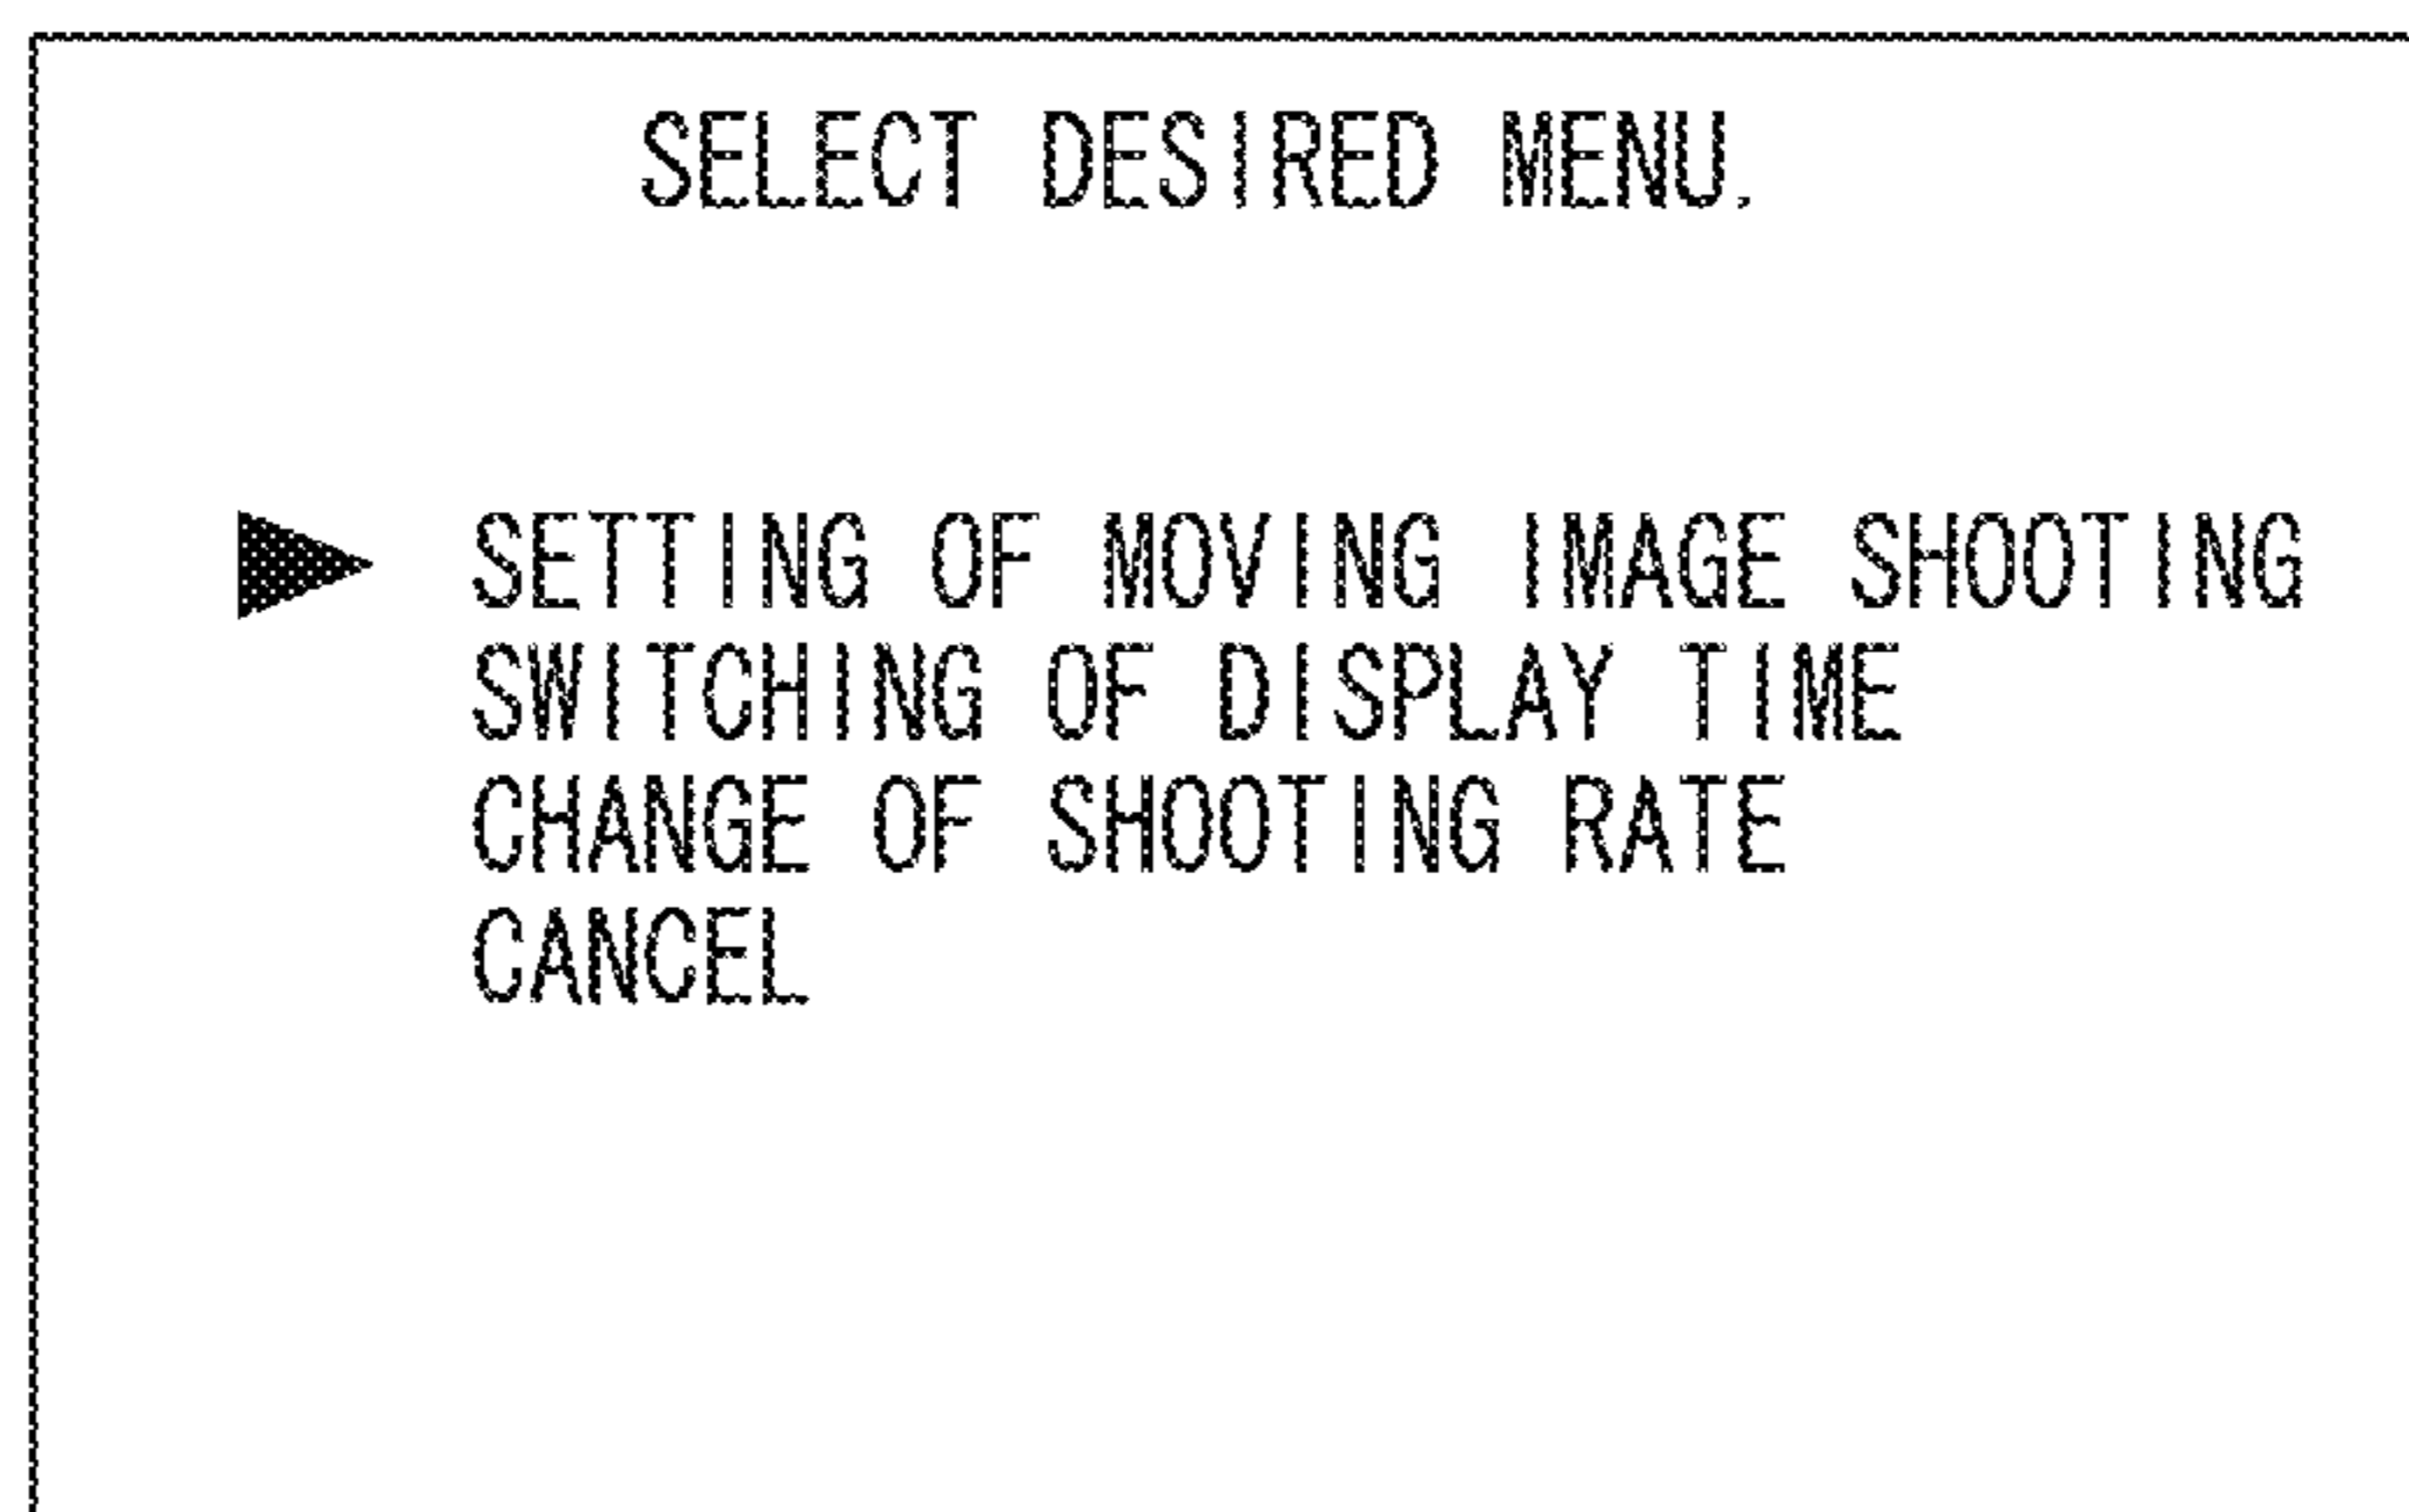 SELECT DESIRED MENU.
SETTING OF MOVING IMAGE SHOOTING
SWITCHING OF DISPLAY TIME
CHANGE OF SHOOTING RATE
CANCEL